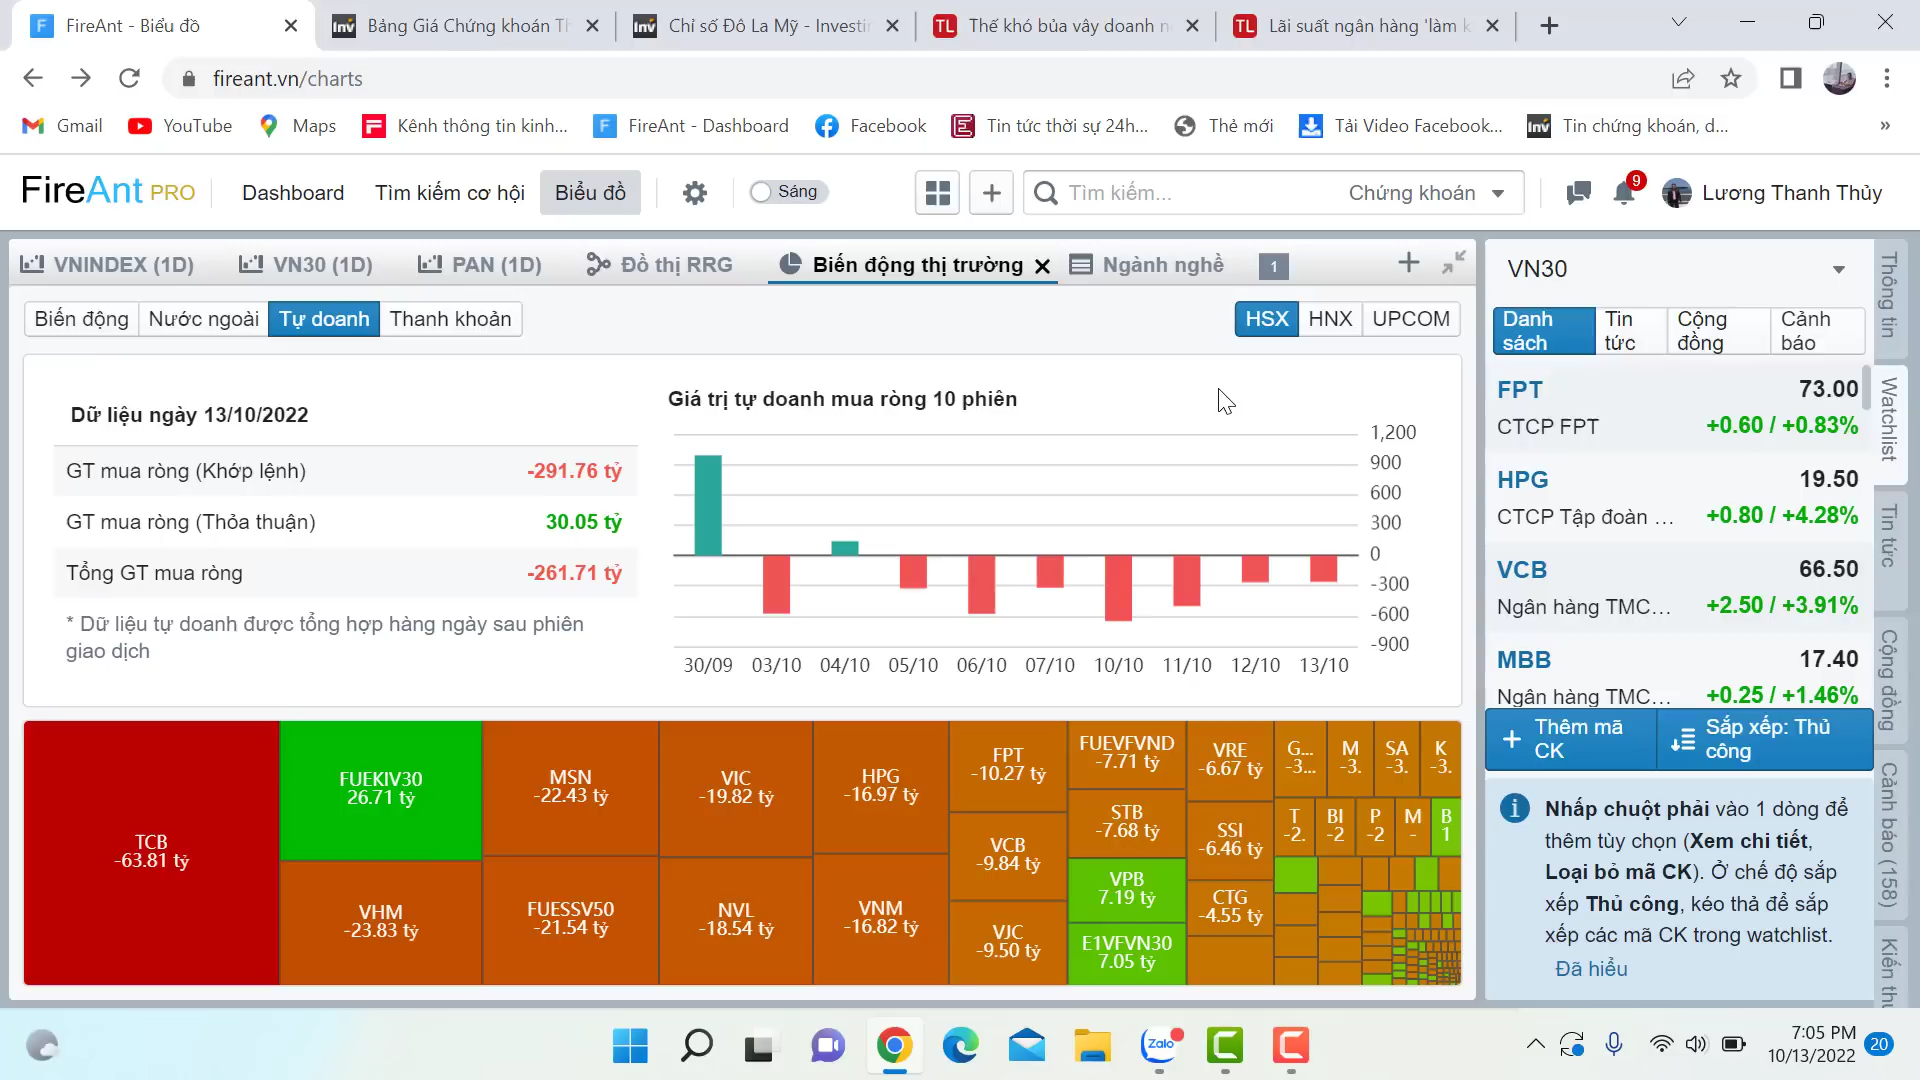 FireAnt - Biểu đồ
Bảng Giá Chứng khoán Th
Chỉ số Đô La Mỹ - Investin
Thế khó bủa vây doanh n
Lãi suất ngân hàng 'làm k
fireant.vn/charts
Gmail
YouTube
Maps
Kênh thông tin kinh...
FireAnt - Dashboard
Facebook
Tin tức thời sự 24h...
Thẻ mới
Tải Video Facebook...
Tin chứng khoán, d...
»
FireAnt PRO
Dashboard
Tìm kiếm cơ hội
Biểu đồ
Sáng
Tìm kiếm...
Chứng khoán
9
Lương Thanh Thủy
VNINDEX (1D)
VN30 (1D)
PAN (1D)
Đồ thị RRG
Biến động thị trường
Ngành nghề
1
Biến động
Nước ngoài
Tự doanh
Thanh khoản
HSX
HNX
UPCOM
Dữ liệu ngày 13/10/2022
GT mua ròng (Khớp lệnh) -291.76 tỷ
GT mua ròng (Thỏa thuận) 30.05 tỷ
Tổng GT mua ròng -261.71 tỷ
* Dữ liệu tự doanh được tổng hợp hàng ngày sau phiên
giao dịch
Giá trị tự doanh mua ròng 10 phiên
1,200
900
600
300
0
-300
-600
-900
30/09 03/10 04/10 05/10 06/10 07/10 10/10 11/10 12/10 13/10
TCB
-63.81 tỷ
FUEKIV30
26.71 tỷ
VHM
-23.83 tỷ
MSN
-22.43 tỷ
FUESSV50
-21.54 tỷ
VIC
-19.82 tỷ
NVL
-18.54 tỷ
HPG
-16.97 tỷ
VNM
-16.82 tỷ
FPT
-10.27 tỷ
VCB
-9.84 tỷ
VJC
-9.50 tỷ
FUEVFVND
-7.71 tỷ
STB
-7.68 tỷ
VPB
7.19 tỷ
E1VFVN30
7.05 tỷ
VRE
-6.67 tỷ
SSI
-6.46 tỷ
CTG
-4.55 tỷ
G...
-3...
M
-3.
SA
-3.
K
-3.
T
-2.
BI
-2
P
-2
M
-
B
1
VN30
Danh
sách
Tin
tức
Cộng
đồng
Cảnh
báo
FPT 73.00
CTCP FPT +0.60 / +0.83%
HPG 19.50
CTCP Tập đoàn ... +0.80 / +4.28%
VCB 66.50
Ngân hàng TMC... +2.50 / +3.91%
MBB 17.40
Ngân hàng TMC... +0.25 / +1.46%
Thêm mã
CK
Sắp xếp: Thủ
công
Nhấp chuột phải vào 1 dòng để
thêm tùy chọn (Xem chi tiết,
Loại bỏ mã CK). Ở chế độ sắp
xếp Thủ công, kéo thả để sắp
xếp các mã CK trong watchlist.
Đã hiểu
Thông tin
Watchlist
Tin tức
Cộng đồng
Cảnh báo (158)
Kiến thứ
Zalo
7:05 PM
10/13/2022
20